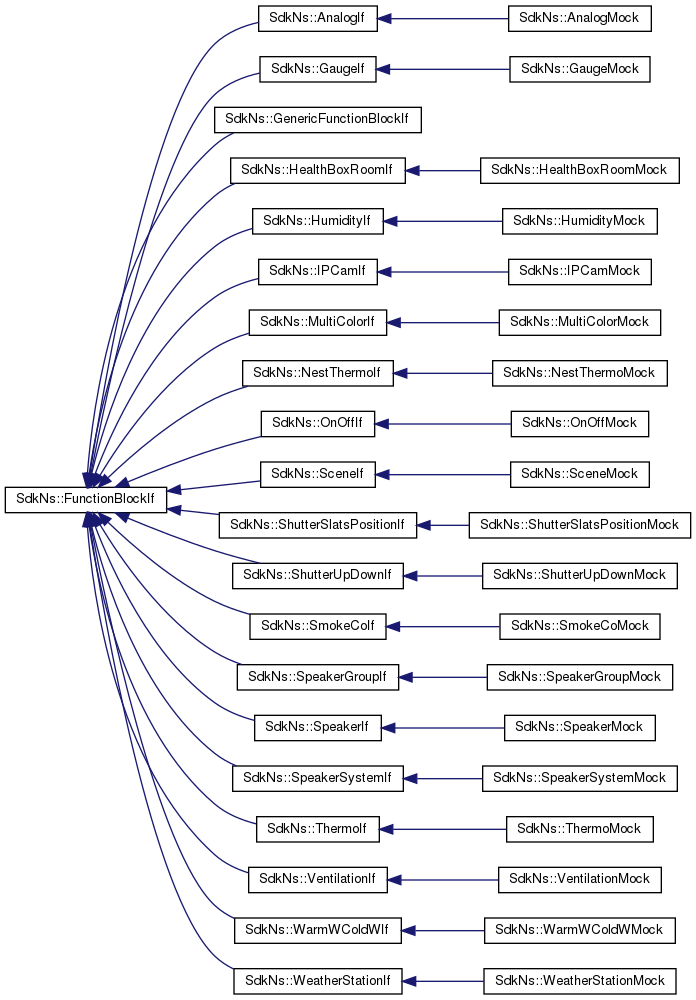 SdkNs::AnalogIf
SdkNs::AnalogMock
SdkNs::GaugeIf
SdkNs::GaugeMock
SdkNs::GenericFunctionBlockIf
SdkNs::HealthBoxRoomIf
SdkNs::HealthBoxRoomMock
SdkNs::HumidityIf
SdkNs::HumidityMock
SdkNs::IPCamIf
SdkNs::IPCamMock
SdkNs::MultiColorIf
SdkNs::MultiColorMock
SdkNs::NestThermoIf
SdkNs::NestThermoMock
SdkNs::OnOffIf
SdkNs::OnOffMock
SdkNs::SceneIf
SdkNs::SceneMock
SdkNs::FunctionBlockIf
SdkNs::ShutterSlatsPositionIf
SdkNs::ShutterSlatsPositionMock
SdkNs::ShutterUpDownIf
SdkNs::ShutterUpDownMock
SdkNs::SmokeCoIf
SdkNs::SmokeCoMock
SdkNs::SpeakerGroupIf
SdkNs::SpeakerGroupMock
SdkNs::SpeakerIf
SdkNs::SpeakerMock
SdkNs::SpeakerSystemIf
SdkNs::SpeakerSystemMock
SdkNs::ThermoIf
SdkNs::ThermoMock
SdkNs::VentilationIf
SdkNs::VentilationMock
SdkNs::WarmWColdWIf
SdkNs::WarmWColdWMock
SdkNs::WeatherStationIf
SdkNs::WeatherStationMock